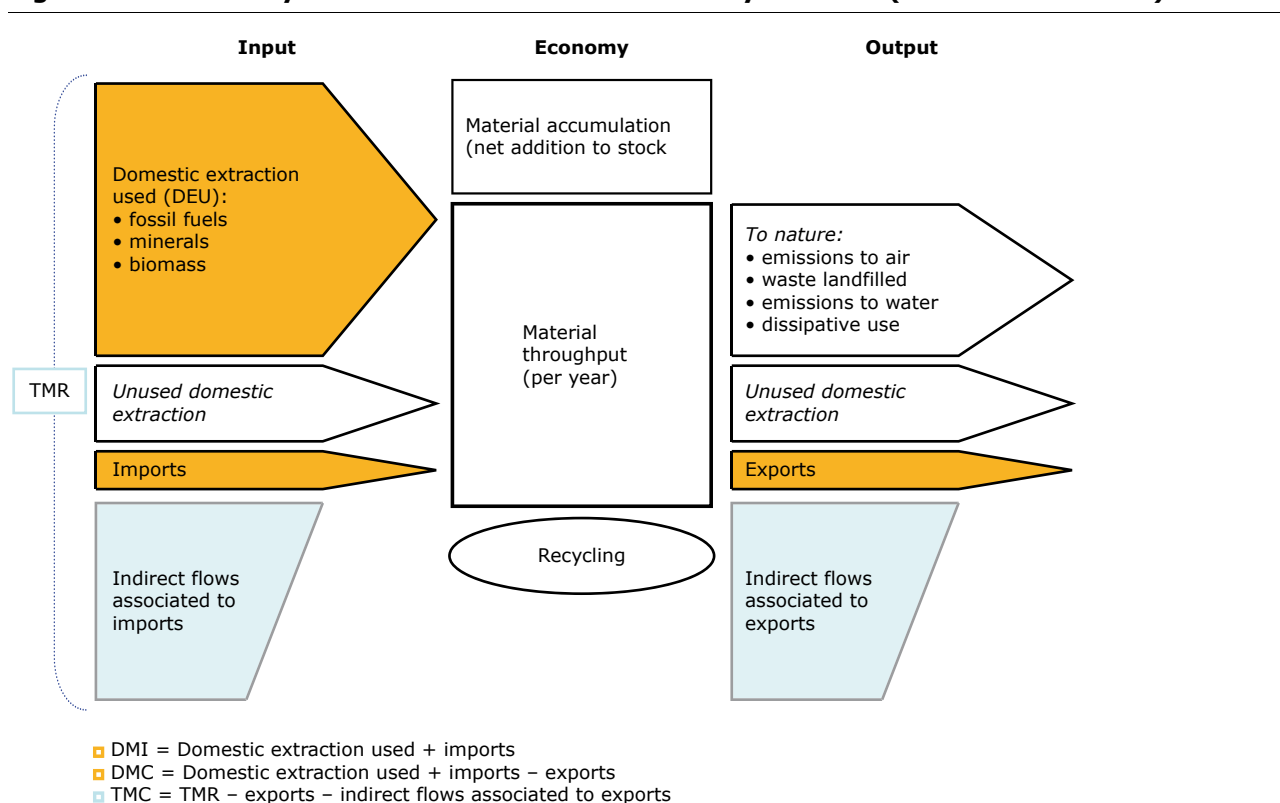 Input
Economy
Output
Domestic extraction
used (DEU):
• fossil fuels
• minerals
• biomass
Material accumulation
(net addition to stock
To nature:
• emissions to air
• waste landfilled
• emissions to water
• dissipative use
Material
throughput
(per year)
TMR
Unused domestic
extraction
Unused domestic
extraction
Imports
Exports
Indirect flows
associated to
imports
Recycling
Indirect flows
associated to
exports
DMI = Domestic extraction used + imports
DMC = Domestic extraction used + imports – exports
TMC = TMR – exports – indirect flows associated to exports